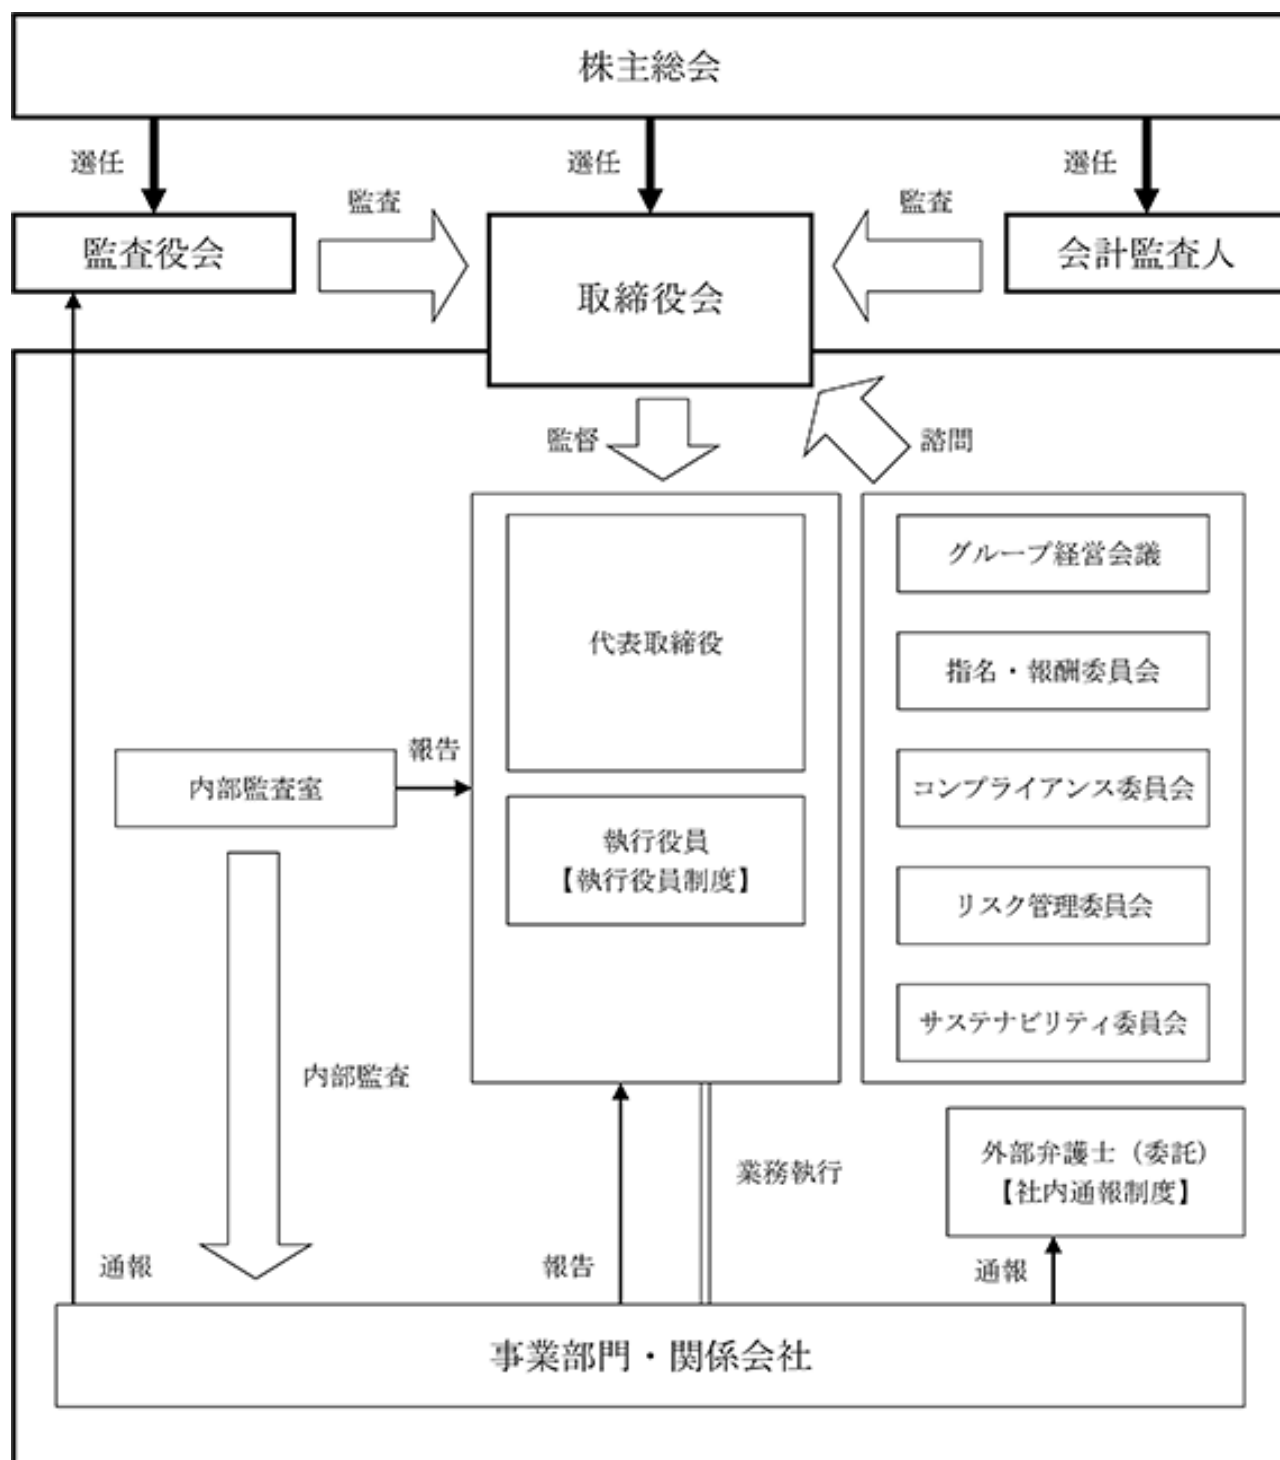 株主総会
選任
選任
選任
監査
監査
監査役会
取締役会
会計監査人
監督
諮問
代表取締役
グループ経営会議
指名・報酬委員会
報告
内部監査室
コンプライアンス委員会
執行役員
【執行役員制度】
リスク管理委員会
サステナビリティ委員会
内部監査
業務執行
外部弁護士（委託）
【社内通報制度】
通報
報告
通報
事業部門・関係会社